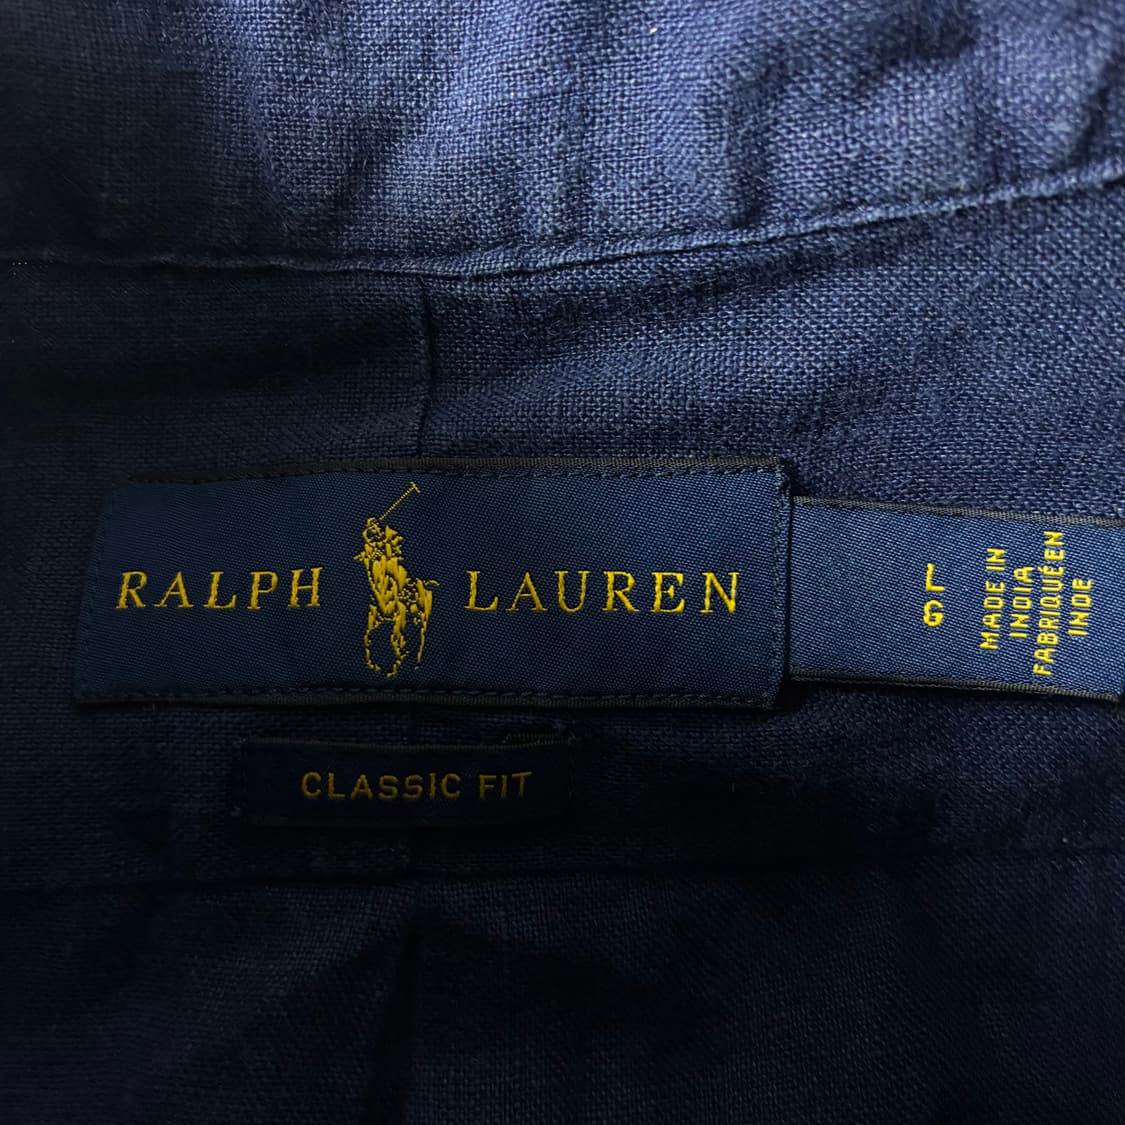 RALPH LAUREN
L
G
MADE IN
INDIA
FABRIQUÉ EN
INDE
CLASSIC FIT